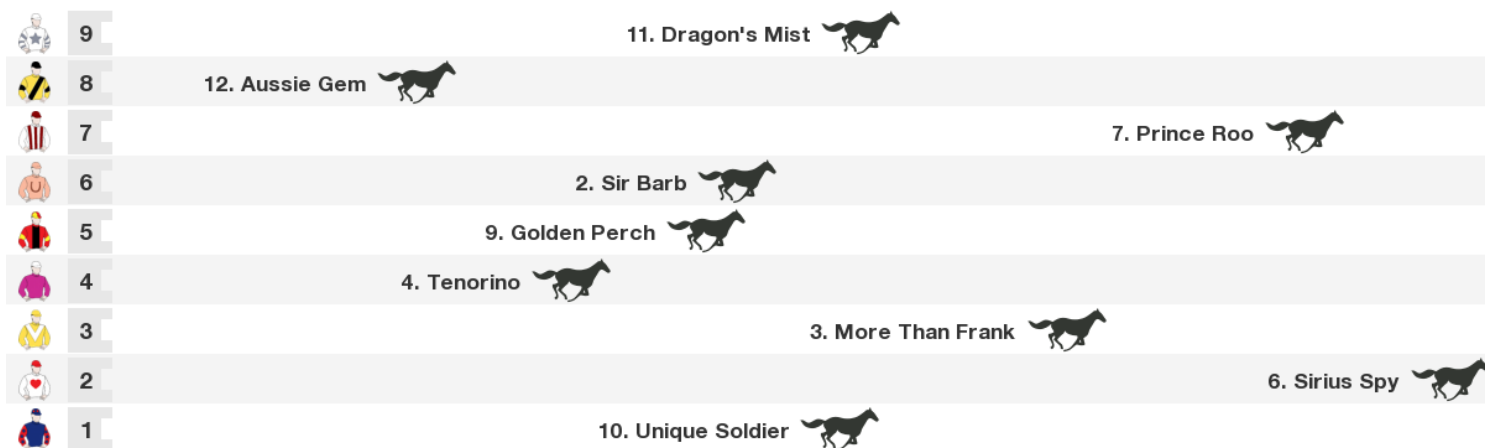 9 11. Dragon's Mist
8 12. Aussie Gem
7 7. Prince Roo
6 2. Sir Barb
5 9. Golden Perch
4 4. Tenorino
3 3. More Than Frank
2 6. Sirius Spy
1 10. Unique Soldier